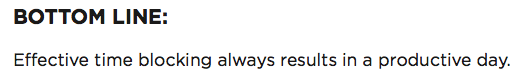 BOTTOM LINE:
Effective time blocking always results in a productive day.